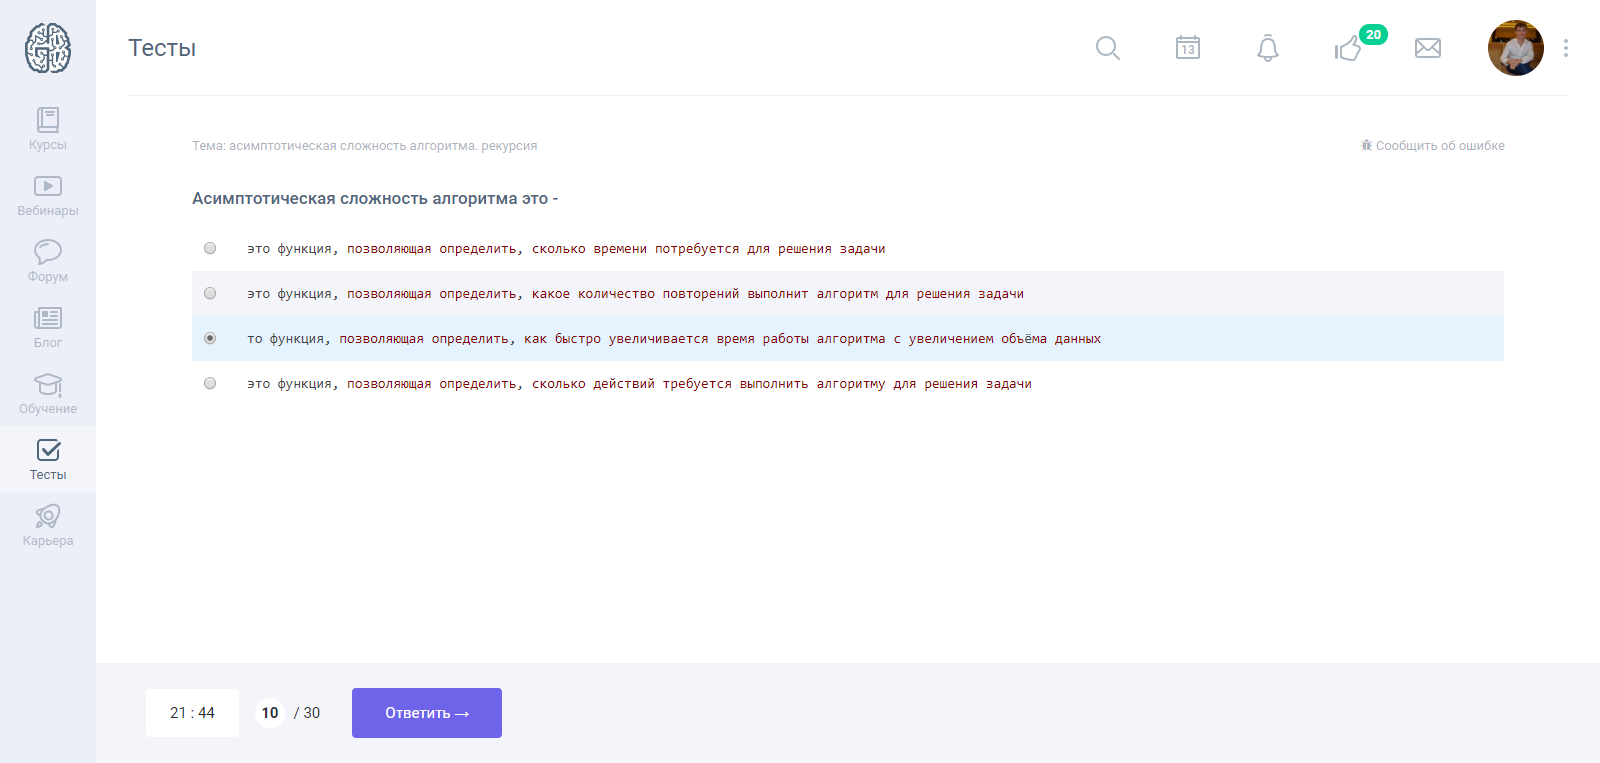 Тесты
13
20
Курсы
Вебинары
Форум
Блог
Обучение
Тесты
Карьера
Тема: асимптотическая сложность алгоритма. рекурсия
Сообщить об ошибке
Асимптотическая сложность алгоритма это -
это функция, позволяющая определить, сколько времени потребуется для решения задачи
это функция, позволяющая определить, какое количество повторений выполнит алгоритм для решения задачи
то функция, позволяющая определить, как быстро увеличивается время работы алгоритма с увеличением объёма данных
это функция, позволяющая определить, сколько действий требуется выполнить алгоритму для решения задачи
21 : 44
10 / 30
Ответить →